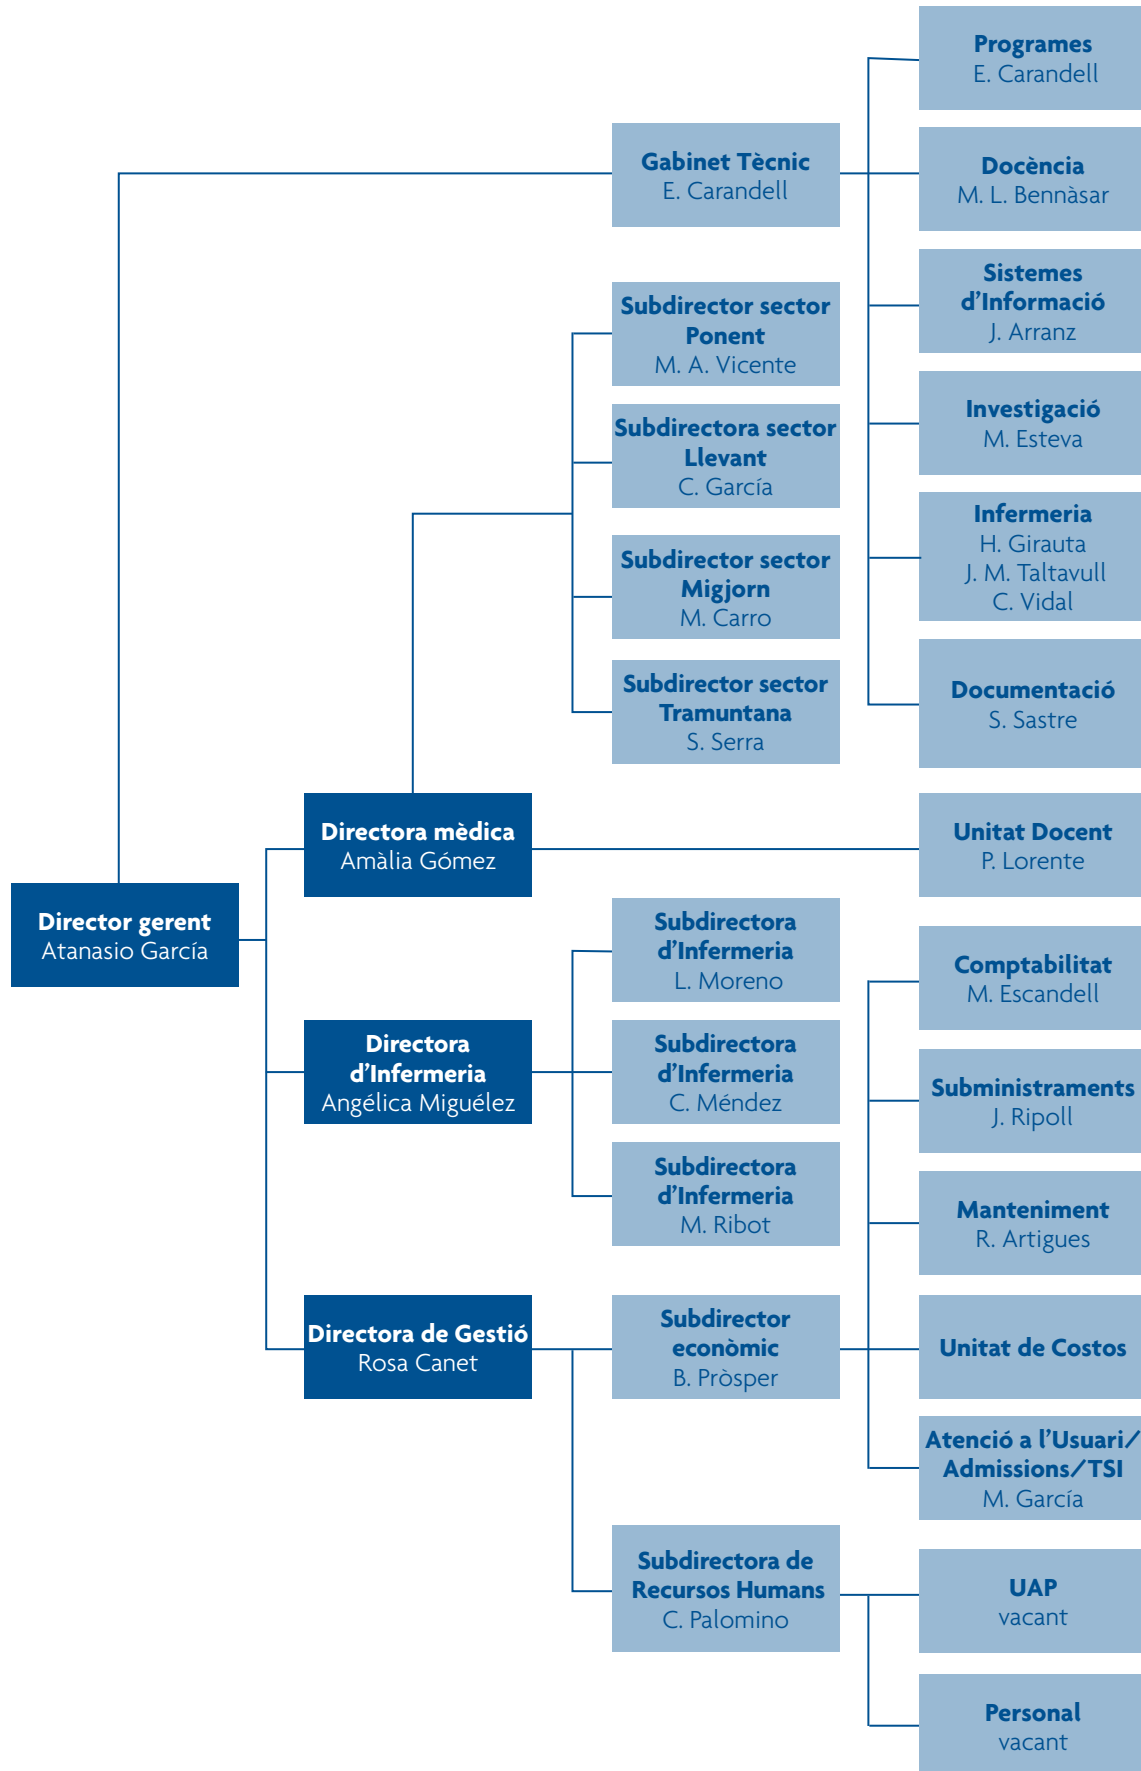 Programes
E. Carandell
Gabinet Tècnic
E. Carandell
Docència
M. L. Bennàsar
Sistemes
d'Informació
J. Arranz
Subdirector sector
Ponent
M. A. Vicente
Investigació
M. Esteva
Subdirectora sector
Llevant
C. García
Infermeria
H. Girauta
J. M. Taltavull
C. Vidal
Subdirector sector
Migjorn
M. Carro
Documentació
S. Sastre
Subdirector sector
Tramuntana
S. Serra
Directora mèdica
Amàlia Gómez
Unitat Docent
P. Lorente
Director gerent
Atanasio García
Subdirectora
d'Infermeria
L. Moreno
Comptabilitat
M. Escandell
Directora
d'Infermeria
Angélica Miguélez
Subdirectora
d'Infermeria
C. Méndez
Subministraments
J. Ripoll
Subdirectora
d'Infermeria
M. Ribot
Manteniment
R. Artigues
Directora de Gestió
Rosa Canet
Subdirector
econòmic
B. Pròsper
Unitat de Costos
Atenció a l'Usuari/
Admissions/TSI
M. García
Subdirectora de
Recursos Humans
C. Palomino
UAP
vacant
Personal
vacant